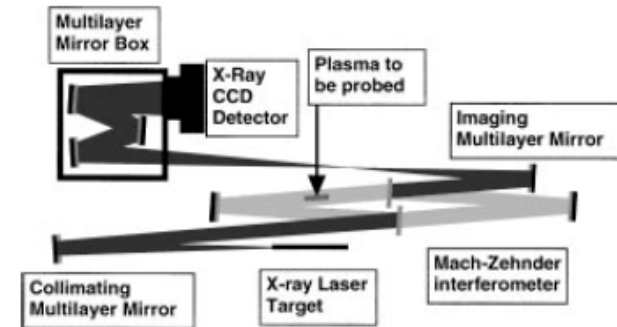 Multilayer
Mirror Box
X-Ray
CCD
Detector
Plasma to
be probed
Imaging
Multilayer Mirror
Collimating
Multilayer Mirror
X-ray Laser
Target
Mach-Zehnder
interferometer